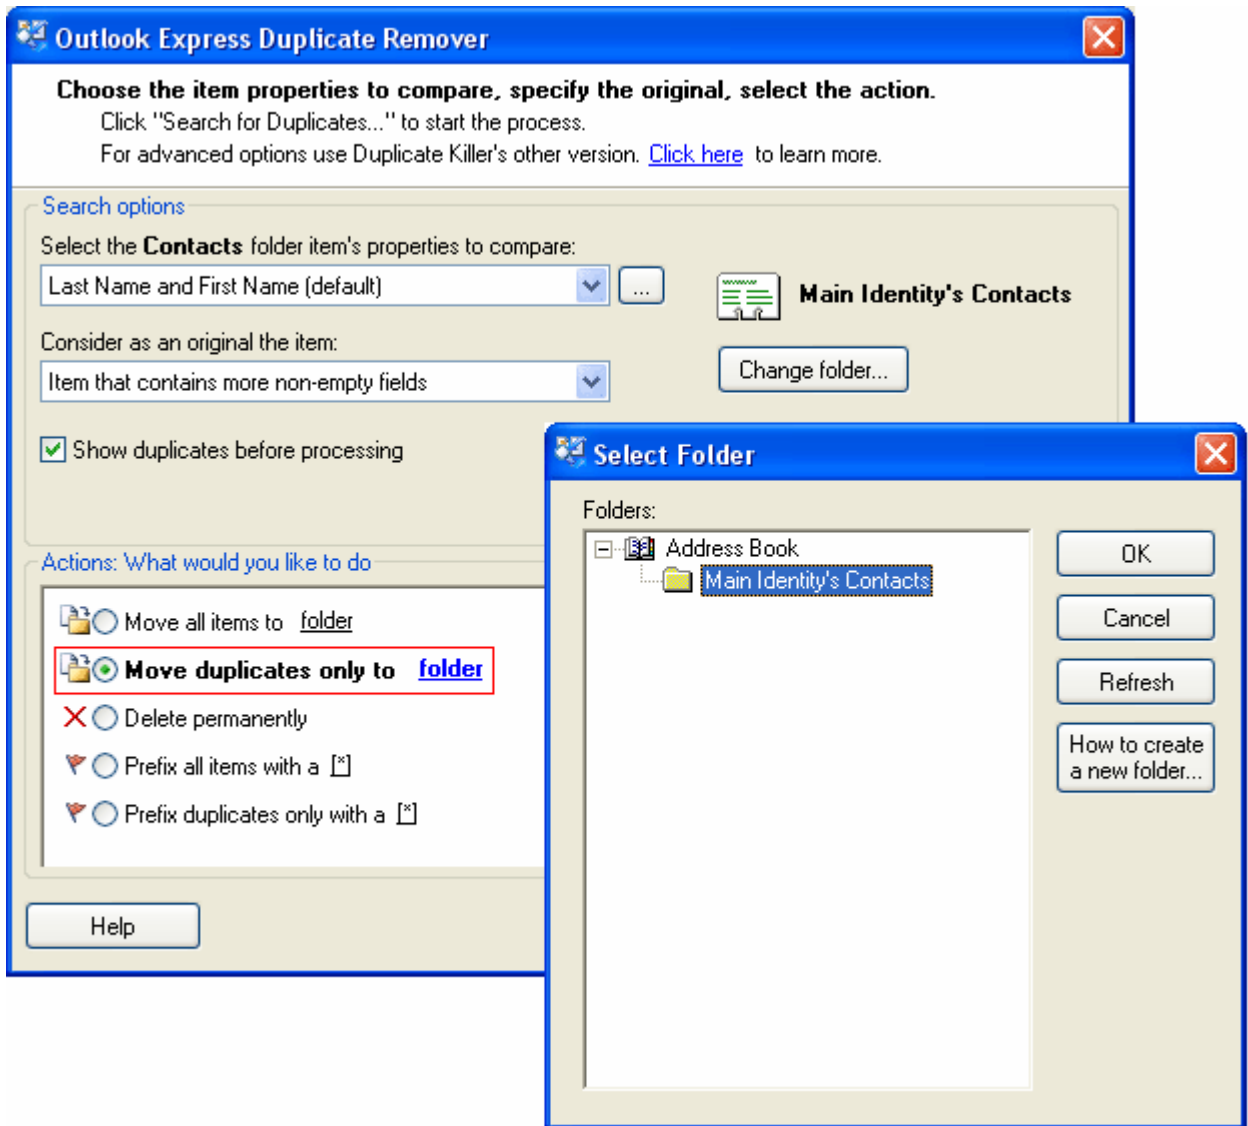 Outlook Express Duplicate Remover
Choose the item properties to compare, specify the original, select the action.
Click "Search for Duplicates..." to start the process.
For advanced options use Duplicate Killer's other version. Click here to learn more.
Search options
Select the Contacts folder item's properties to compare:
Last Name and First Name (default)
...
Main Identity's Contacts
Consider as an original the item:
Item that contains more non-empty fields
Change folder...
Show duplicates before processing
Actions: What would you like to do
Move all items to folder
Move duplicates only to folder
Delete permanently
Prefix all items with a [*]
Prefix duplicates only with a [*]
Help
Select Folder
Folders:
Address Book
Main Identity's Contacts
OK
Cancel
Refresh
How to create
a new folder...